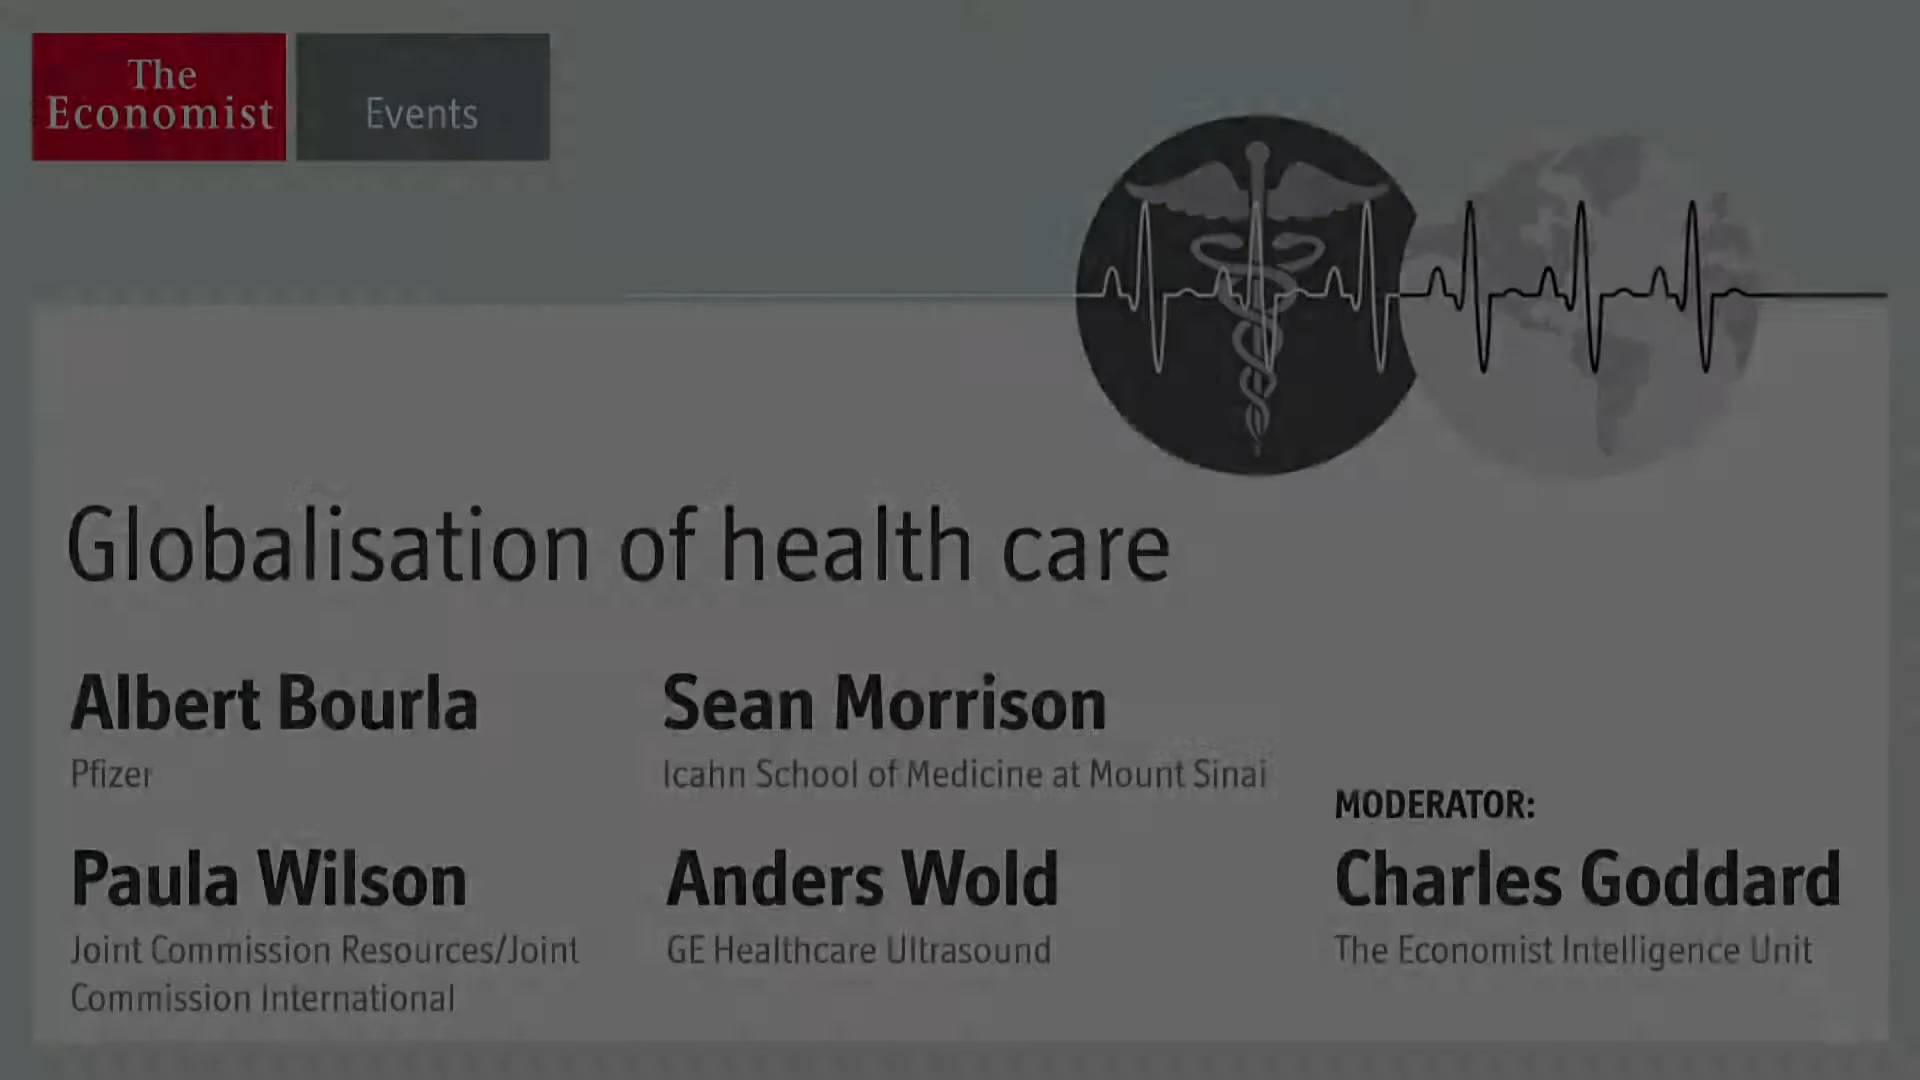 The
Economist
Events
Globalisation of health care
Albert Bourla
Pfizer
Sean Morrison
Icahn School of Medicine at Mount Sinai
Paula Wilson
Joint Commission Resources/Joint
Commission International
Anders Wold
GE Healthcare Ultrasound
MODERATOR:
Charles Goddard
The Economist Intelligence Unit